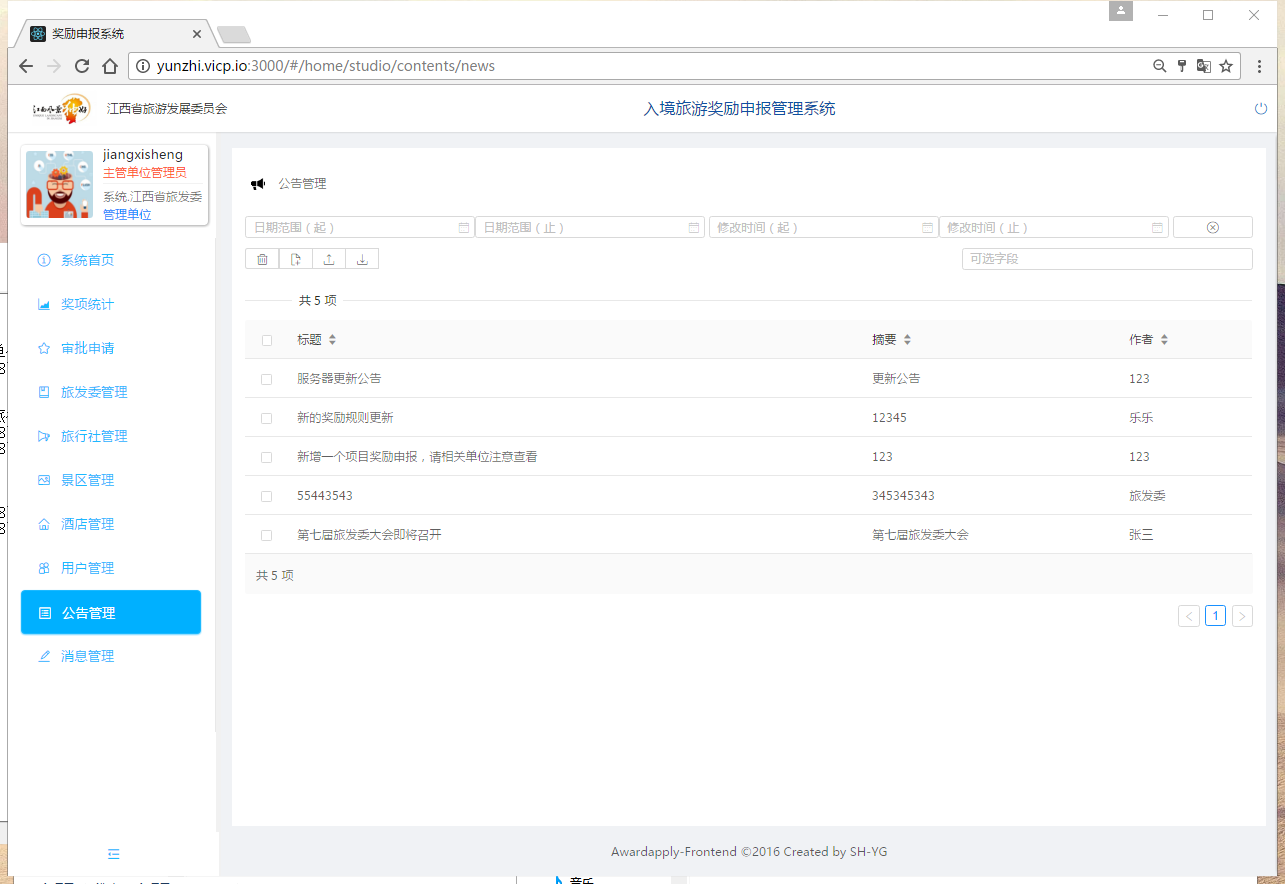 奖励申报系统
yunzhi.vicp.io:3000/#/home/studio/contents/news
江西省旅游发展委员会
入境旅游奖励申报管理系统
jiangxisheng
主管单位管理员
系统.江西省旅发委
管理单位
系统首页
奖项统计
审批申请
旅发委管理
旅行社管理
景区管理
酒店管理
用户管理
公告管理
消息管理
公告管理
日期范围（起） 日期范围（止） 修改时间（起） 修改时间（止）
可选字段
共 5 项
标题 摘要 作者
服务器更新公告 更新公告 123
新的奖励规则更新 12345 乐乐
新增一个项目奖励申报，请相关单位注意查看 123 123
55443543 345345343 旅发委
第七届旅发委大会即将召开 第七届旅发委大会 张三
共 5 项
1
Awardapply-Frontend ©2016 Created by SH-YG
音乐